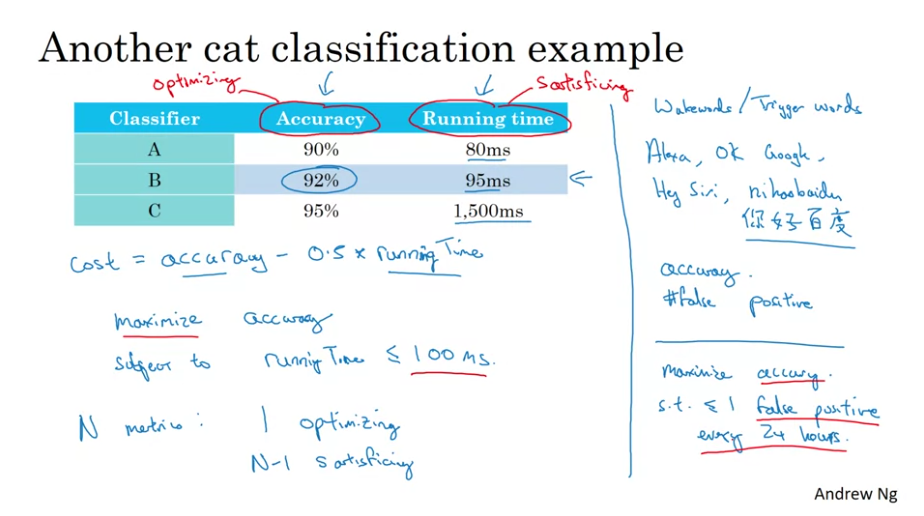 Another cat classification example
optimizing
satisficing
Classifier Accuracy Running time
A 90% 80ms
B 92% 95ms
C 95% 1,500ms
cost = accuracy - 0.5 x runningTime
maximize accuracy
subject to runningTime ≤ 100 ms.
N metrics: 1 optimizing
N-1 satisficing
Wakewords / Trigger words
Alexa, OK Google,
Hey Siri, nihaobaidu
你好百度
accuracy.
#false positive
maximize accuracy.
s.t. ≤ 1 false positive
every 24 hours.
Andrew Ng